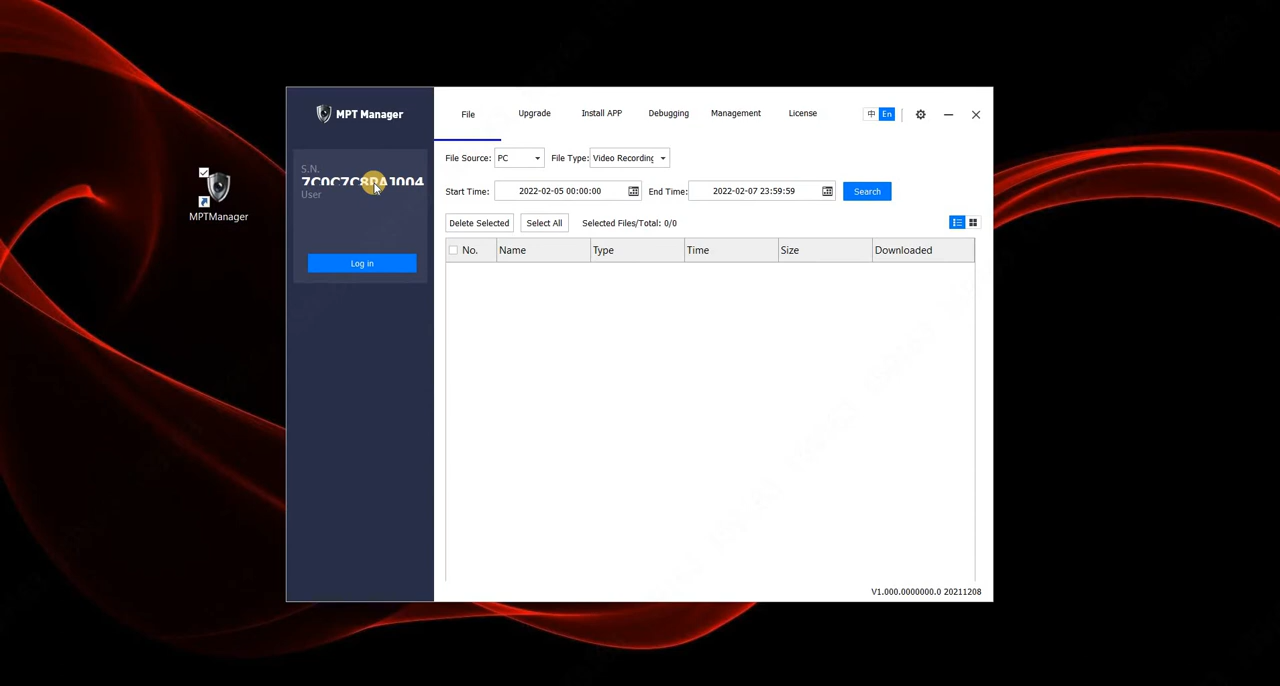 MPT Manager
File
Upgrade
Install APP
Debugging
Management
License
中 En
S.N.
User
Log in
MPTManager
File Source: PC
File Type: Video Recording
Start Time: 2022-02-05 00:00:00
End Time: 2022-02-07 23:59:59
Search
Delete Selected
Select All
Selected Files/Total: 0/0
No. Name Type Time Size Downloaded
V1.000.0000000.0 20211208